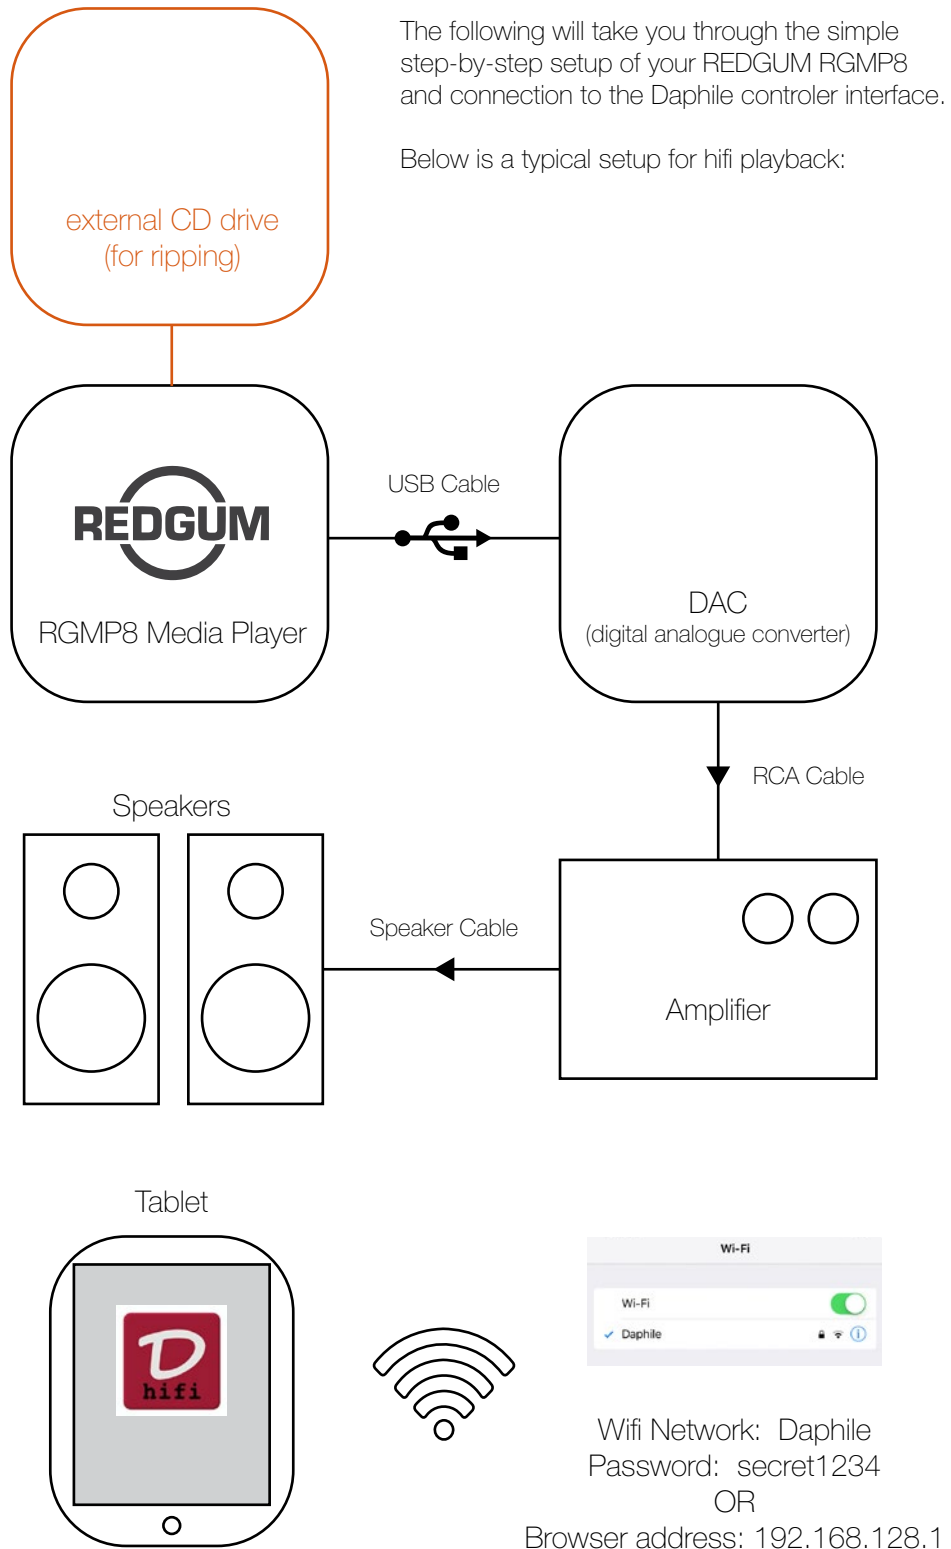 The following will take you through the simple
step-by-step setup of your REDGUM RGMP8
and connection to the Daphile controler interface.
Below is a typical setup for hifi playback:
external CD drive
(for ripping)
REDGUM
RGMP8 Media Player
USB Cable
DAC
(digital analogue converter)
RCA Cable
Speakers
Speaker Cable
Amplifier
Tablet
D
hifi
Wi-Fi
Wi-Fi
Daphile
Wifi Network: Daphile
Password: secret1234
OR
Browser address: 192.168.128.1